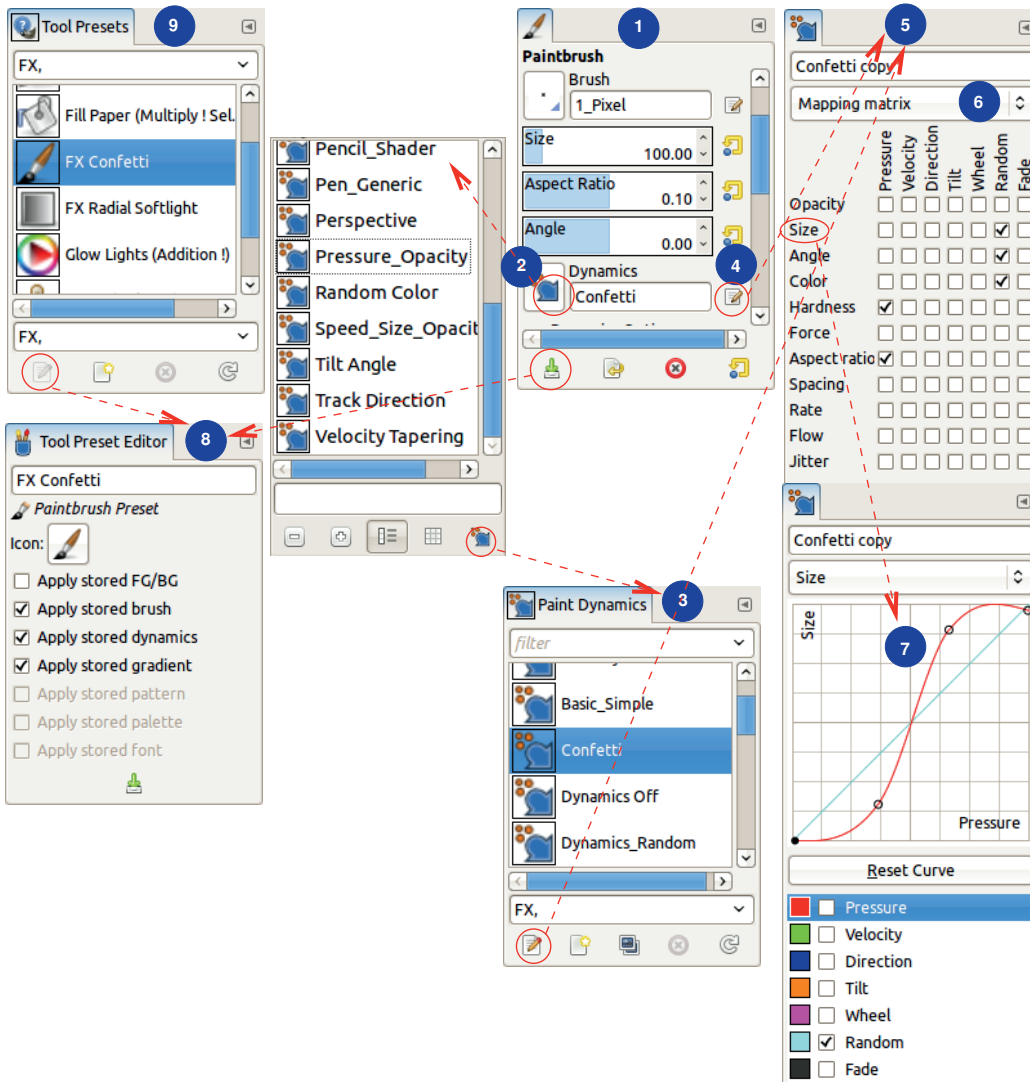 Tool Presets
9
FX,
Fill Paper (Multiply ! Sel.
FX Confetti
FX Radial Softlight
Glow Lights (Addition !)
FX,
Tool Preset Editor
8
FX Confetti
Paintbrush Preset
Icon:
Apply stored FG/BG
Apply stored brush
Apply stored dynamics
Apply stored gradient
Apply stored pattern
Apply stored palette
Apply stored font
Pencil_Shader
Pen_Generic
Perspective
Pressure_Opacity
Random Color
Speed_Size_Opacit
Tilt Angle
Track Direction
Velocity Tapering
1
Paintbrush
Brush
1_Pixel
Size
100.00
Aspect Ratio
0.10
Angle
0.00
2
4
Dynamics
Confetti
Paint Dynamics
3
filter
Basic_Simple
Confetti
Dynamics Off
Dynamics_Random
FX,
5
Confetti copy
Mapping matrix
6
Pressure
Velocity
Direction
Tilt
Wheel
Random
Fade
Opacity
Size
Angle
Color
Hardness
Force
Aspect ratio
Spacing
Rate
Flow
Jitter
Confetti copy
Size
Size
7
Pressure
Reset Curve
Pressure
Velocity
Direction
Tilt
Wheel
Random
Fade